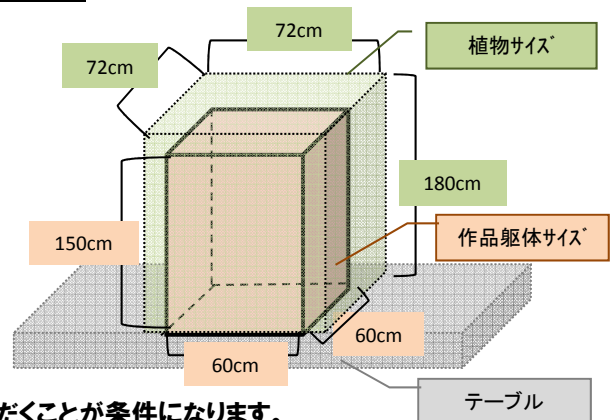 72cm
植物サイズ
72cm
180cm
150cm
作品躯体サイズ
60cm
60cm
テーブル
だくことが条件になります。